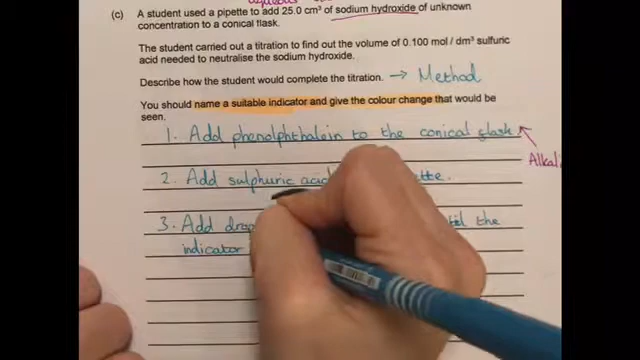 aqueous
(c) A student used a pipette to add 25.0 cm³ of sodium hydroxide of unknown
concentration to a conical flask.
The student carried out a titration to find out the volume of 0.100 mol / dm³ sulfuric
acid needed to neutralise the sodium hydroxide.
Describe how the student would complete the titration. → Method
You should name a suitable indicator and give the colour change that would be
seen.
1. Add phenolphthalein to the conical flask
Alkali
2. Add sulphuric acid
3. Add drop the
indicator